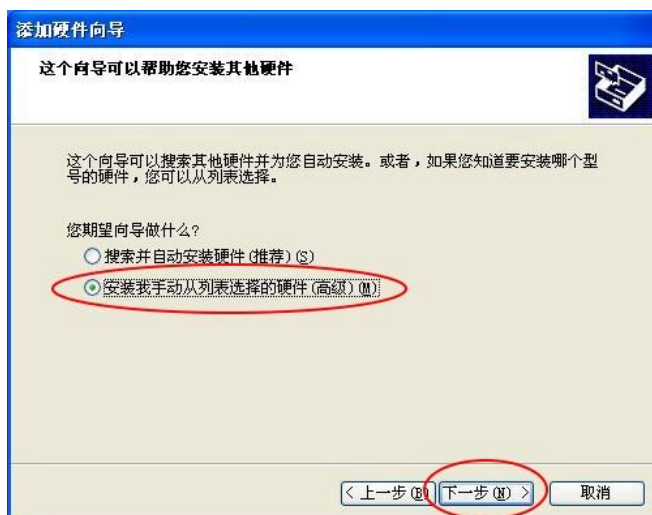 添加硬件向导
这个向导可以帮助您安装其他硬件
这个向导可以搜索其他硬件并为您自动安装。或者，如果您知道要安装哪个型
号的硬件，您可以从列表选择。
您期望向导做什么?
搜索并自动安装硬件(推荐)(S)
安装我手动从列表选择的硬件(高级)(M)
< 上一步(B) 下一步(N) > 取消